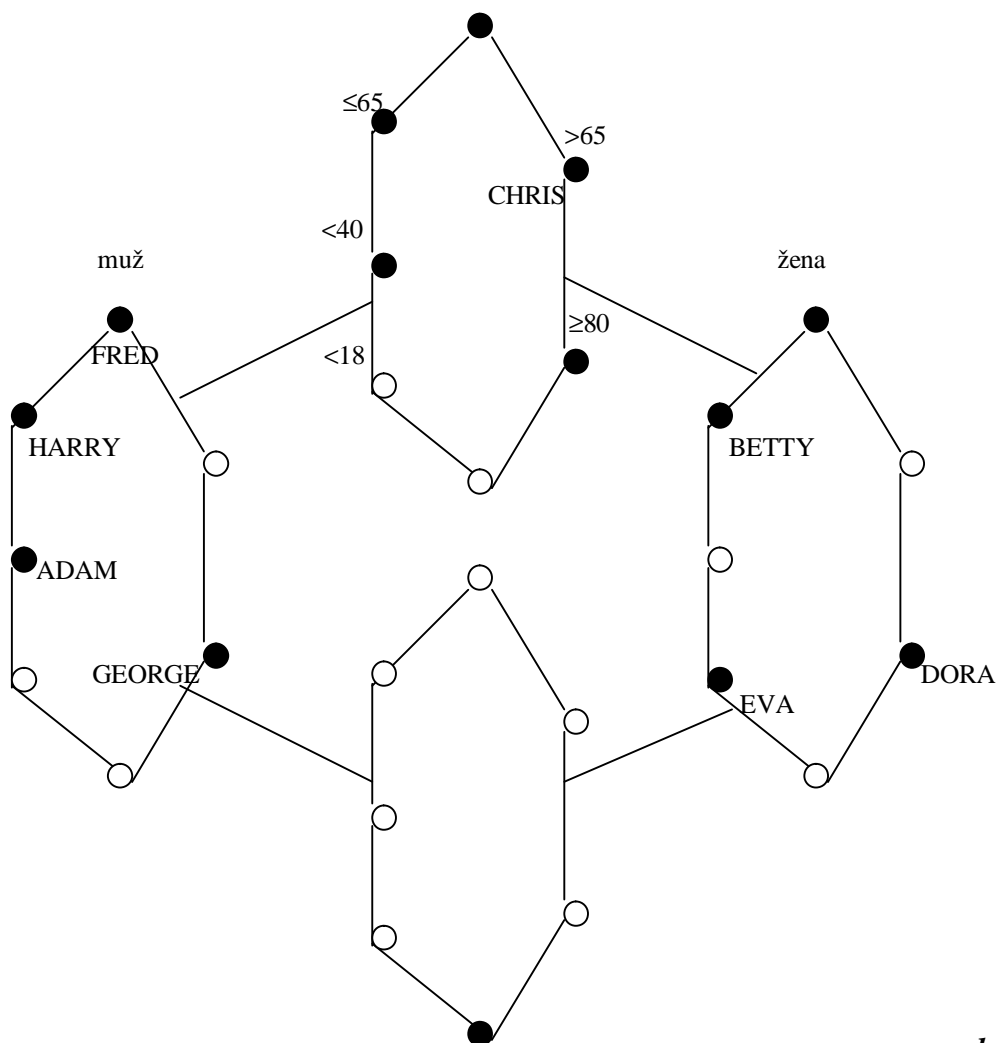 ≤65
>65
CHRIS
<40
muž
žena
≥80
<18
FRED
HARRY
BETTY
ADAM
GEORGE
DORA
EVA